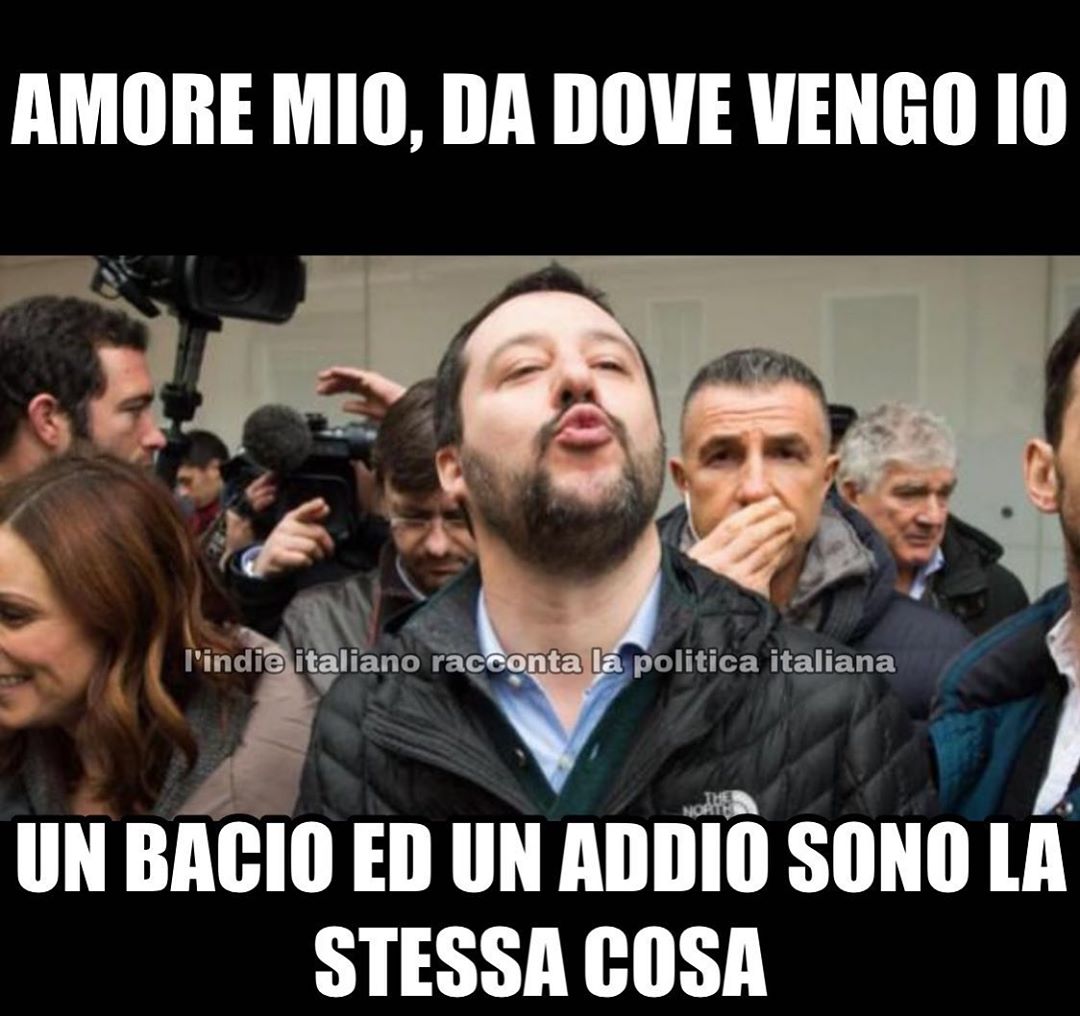 AMORE MIO, DA DOVE VENGO IO
l'indie italiano racconta la politica italiana
THE
NORTH
UN BACIO ED UN ADDIO SONO LA
STESSA COSA